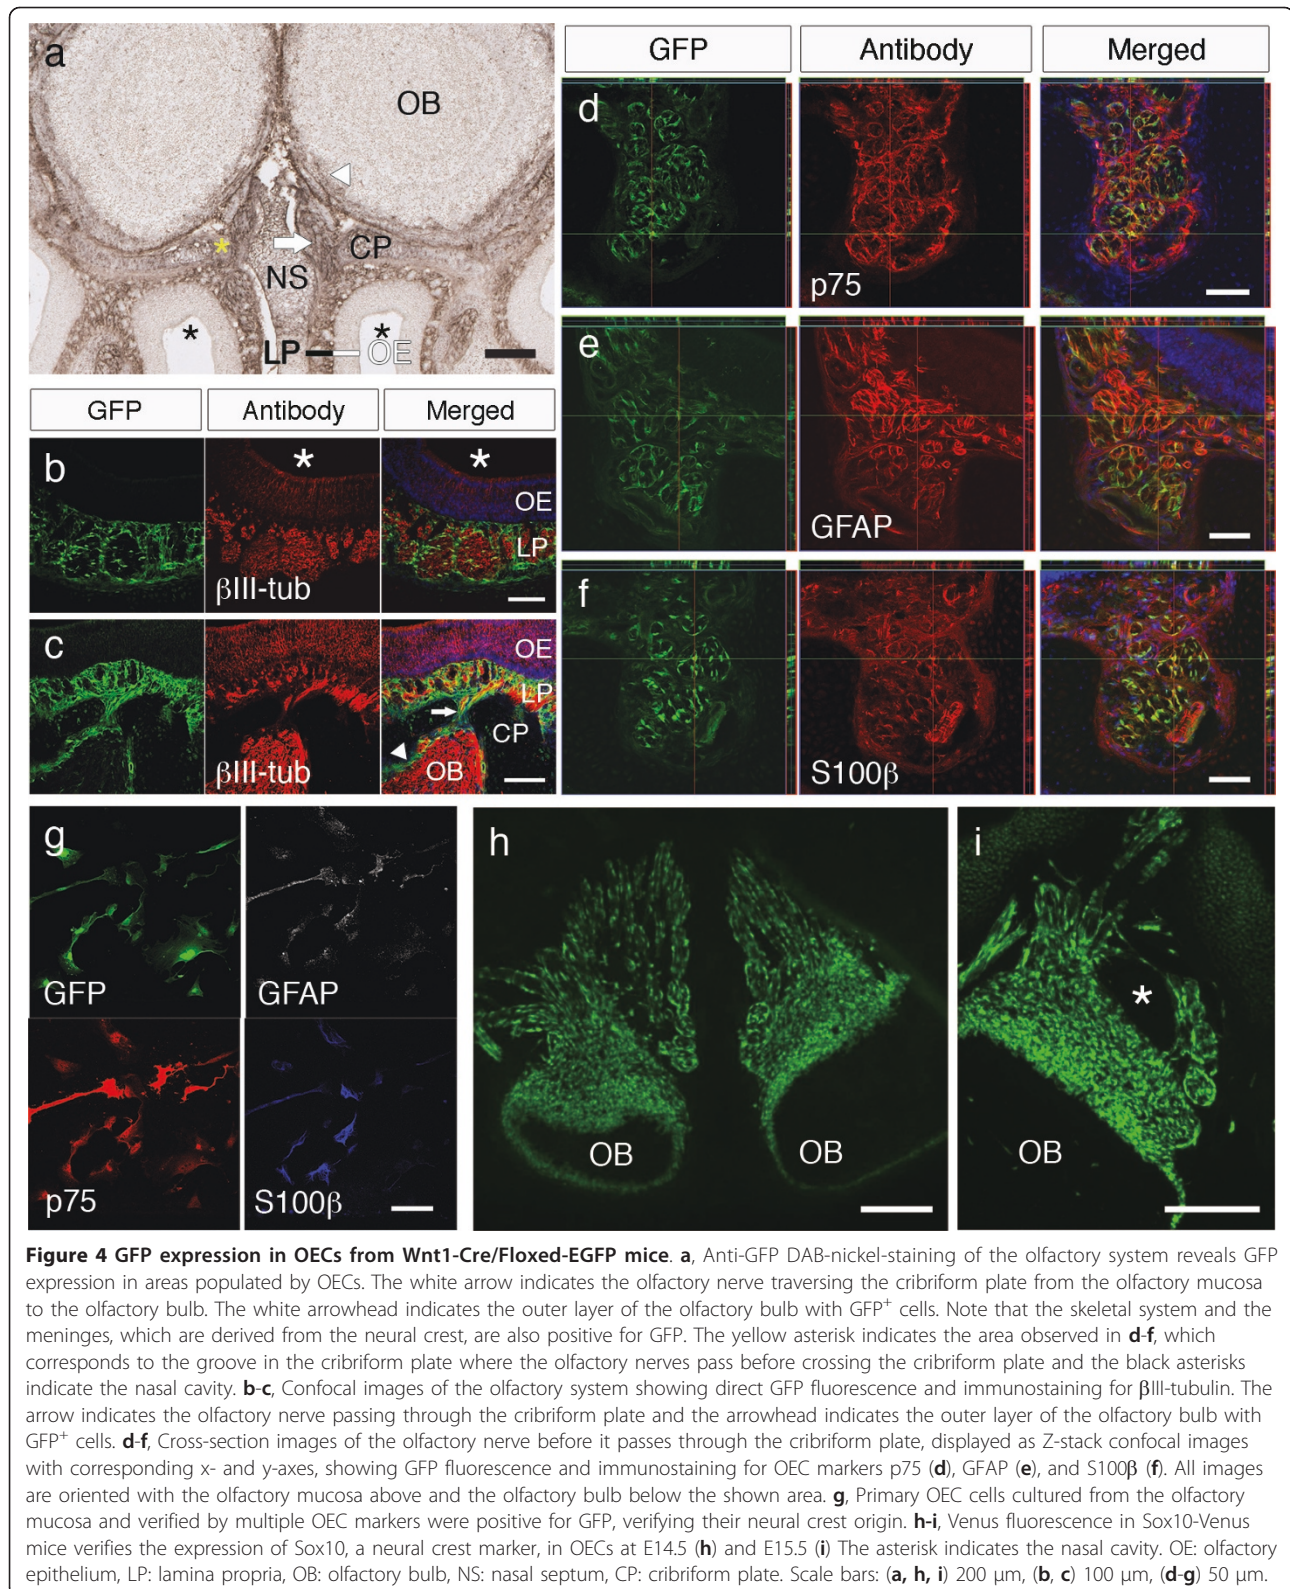 a
OB
*
CP
NS
*
*
LP
OE
GFP
Antibody
Merged
b
*
*
OE
LP
βIII-tub
c
OE
LP
CP
βIII-tub
OB
GFP
Antibody
Merged
d
p75
e
GFAP
f
S100β
g
GFP
GFAP
p75
S100β
h
OB
OB
i
*
OB
Figure 4 GFP expression in OECs from Wnt1-Cre/Floxed-EGFP mice. a, Anti-GFP DAB-nickel-staining of the olfactory system reveals GFP
expression in areas populated by OECs. The white arrow indicates the olfactory nerve traversing the cribriform plate from the olfactory mucosa
to the olfactory bulb. The white arrowhead indicates the outer layer of the olfactory bulb with GFP⁺ cells. Note that the skeletal system and the
meninges, which are derived from the neural crest, are also positive for GFP. The yellow asterisk indicates the area observed in d-f, which
corresponds to the groove in the cribriform plate where the olfactory nerves pass before crossing the cribriform plate and the black asterisks
indicate the nasal cavity. b-c, Confocal images of the olfactory system showing direct GFP fluorescence and immunostaining for βIII-tubulin. The
arrow indicates the olfactory nerve passing through the cribriform plate and the arrowhead indicates the outer layer of the olfactory bulb with
GFP⁺ cells. d-f, Cross-section images of the olfactory nerve before it passes through the cribriform plate, displayed as Z-stack confocal images
with corresponding x- and y-axes, showing GFP fluorescence and immunostaining for OEC markers p75 (d), GFAP (e), and S100β (f). All images
are oriented with the olfactory mucosa above and the olfactory bulb below the shown area. g, Primary OEC cells cultured from the olfactory
mucosa and verified by multiple OEC markers were positive for GFP, verifying their neural crest origin. h-i, Venus fluorescence in Sox10-Venus
mice verifies the expression of Sox10, a neural crest marker, in OECs at E14.5 (h) and E15.5 (i) The asterisk indicates the nasal cavity. OE: olfactory
epithelium, LP: lamina propria, OB: olfactory bulb, NS: nasal septum, CP: cribriform plate. Scale bars: (a, h, i) 200 μm, (b, c) 100 μm, (d-g) 50 μm.